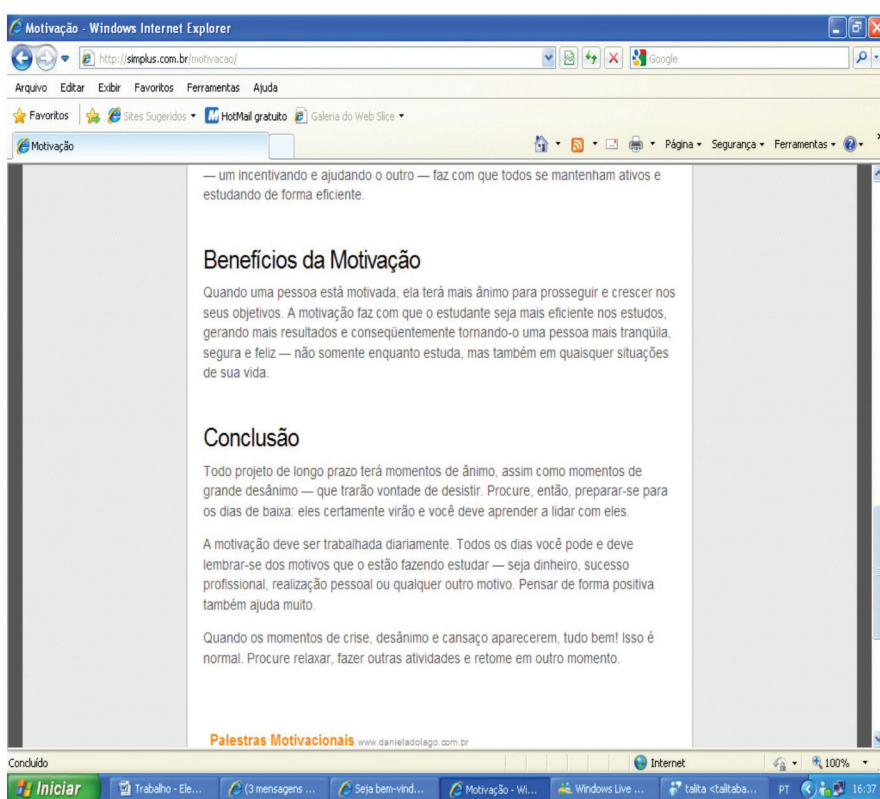 Motivação - Windows Internet Explorer
http://simplus.com.br/motivacao/
Google
Arquivo Editar Exibir Favoritos Ferramentas Ajuda
Favoritos Sites Sugeridos HotMail gratuito Galeria do Web Slice
Motivação Página Segurança Ferramentas
— um incentivando e ajudando o outro — faz com que todos se mantenham ativos e
estudando de forma eficiente.
Benefícios da Motivação
Quando uma pessoa está motivada, ela terá mais ânimo para prosseguir e crescer nos
seus objetivos. A motivação faz com que o estudante seja mais eficiente nos estudos,
gerando mais resultados e conseqüentemente tornando-o uma pessoa mais tranqüila,
segura e feliz — não somente enquanto estuda, mas também em quaisquer situações
de sua vida.
Conclusão
Todo projeto de longo prazo terá momentos de ânimo, assim como momentos de
grande desânimo — que trarão vontade de desistir. Procure, então, preparar-se para
os dias de baixa: eles certamente virão e você deve aprender a lidar com eles.
A motivação deve ser trabalhada diariamente. Todos os dias você pode e deve
lembrar-se dos motivos que o estão fazendo estudar — seja dinheiro, sucesso
profissional, realização pessoal ou qualquer outro motivo. Pensar de forma positiva
também ajuda muito.
Quando os momentos de crise, desânimo e cansaço aparecerem, tudo bem! Isso é
normal. Procure relaxar, fazer outras atividades e retome em outro momento.
Palestras Motivacionais www.danieladolago.com.br
Concluído Internet 100%
Iniciar Trabalho - Ele... (3 mensagens ... Seja bem-vind... Motivação - Wi... Windows Live ... talita <talitaba... PT 16:37